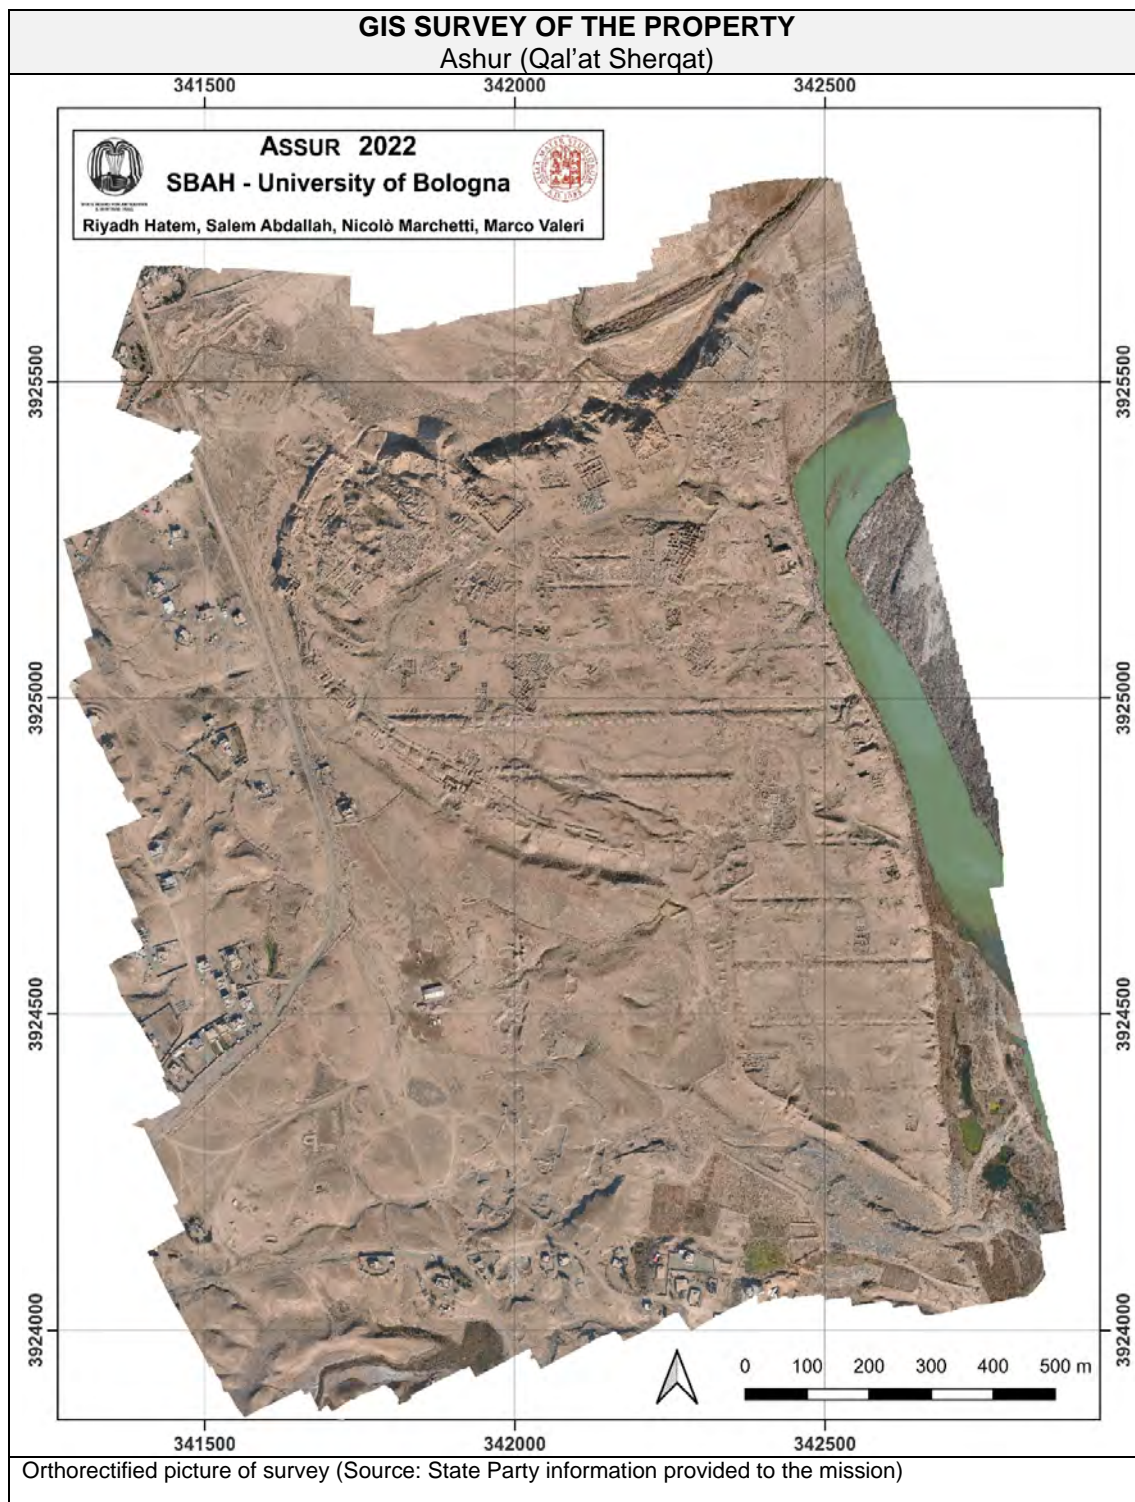 GIS SURVEY OF THE PROPERTY
Ashur (Qal'at Sherqat)
341500 342000 342500
ASSUR 2022
SBAH - University of Bologna
Riyadh Hatem, Salem Abdallah, Nicolò Marchetti, Marco Valeri
3925500 3925500
3925000 3925000
3924500 3924500
3924000 3924000
0 100 200 300 400 500 m
341500 342000 342500
Orthorectified picture of survey (Source: State Party information provided to the mission)